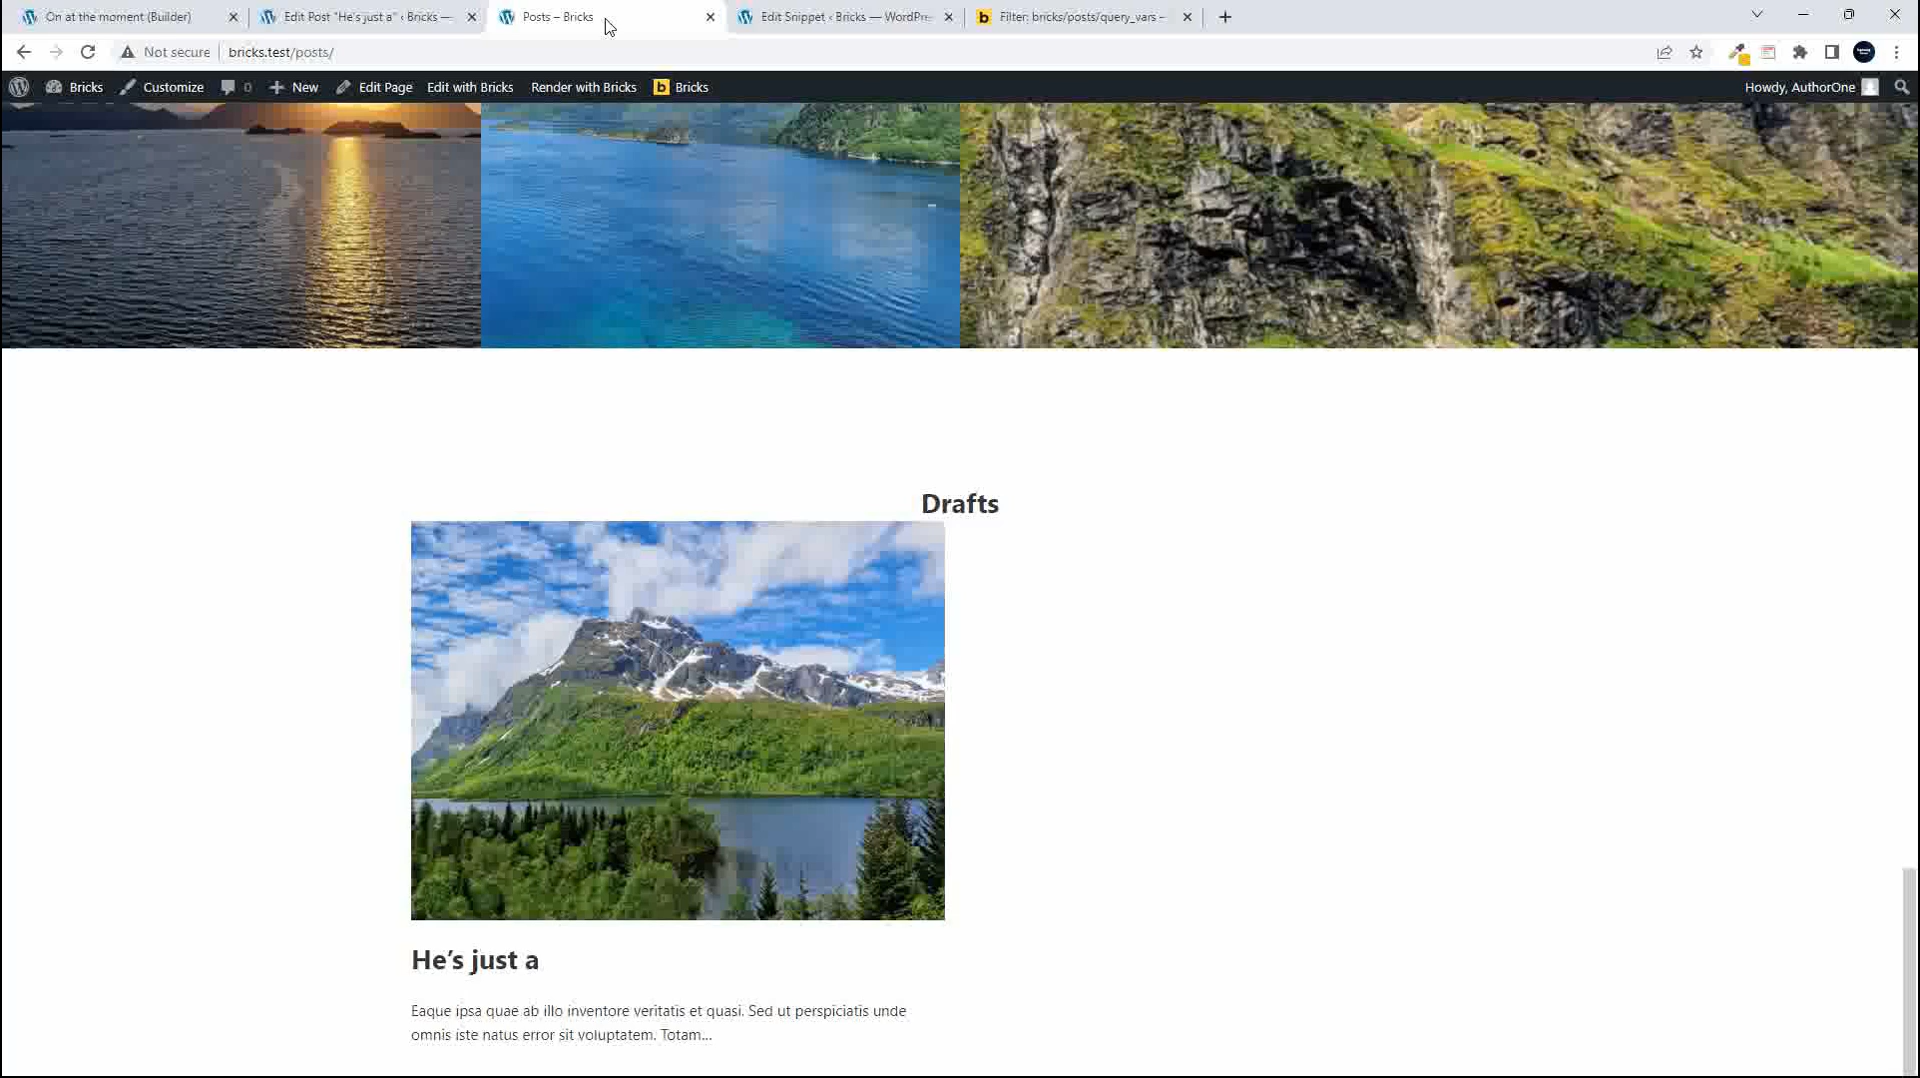 On at the moment (Builder)
Edit Post "He's just a" ‹ Bricks —
Posts – Bricks
Edit Snippet ‹ Bricks — WordPre
Filter: bricks/posts/query_vars –
Not secure
bricks.test/posts/
Bricks
Customize
0
New
Edit Page
Edit with Bricks
Render with Bricks
b Bricks
Howdy, AuthorOne
Drafts
He’s just a
Eaque ipsa quae ab illo inventore veritatis et quasi. Sed ut perspiciatis unde
omnis iste natus error sit voluptatem. Totam...